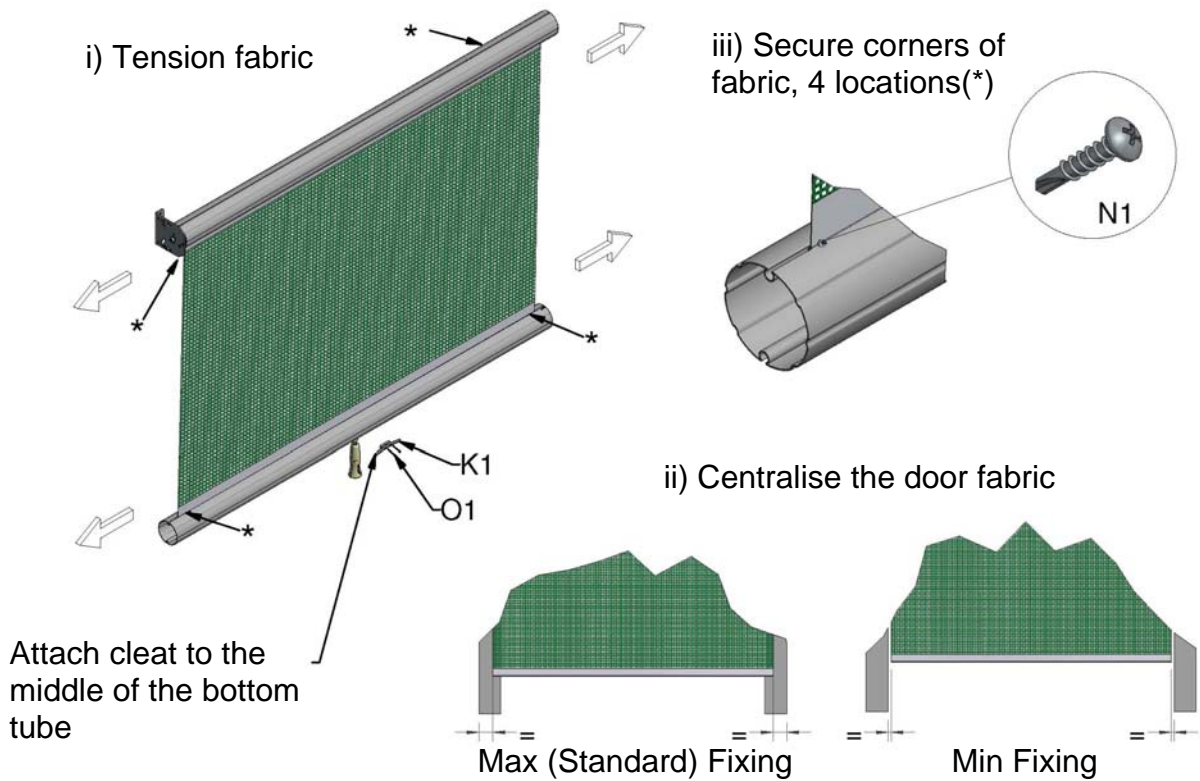 i) Tension fabric
*
iii) Secure corners of
fabric, 4 locations(*)
N1
*
*
*
K1
O1
Attach cleat to the
middle of the bottom
tube
ii) Centralise the door fabric
= =
Max (Standard) Fixing
= =
Min Fixing